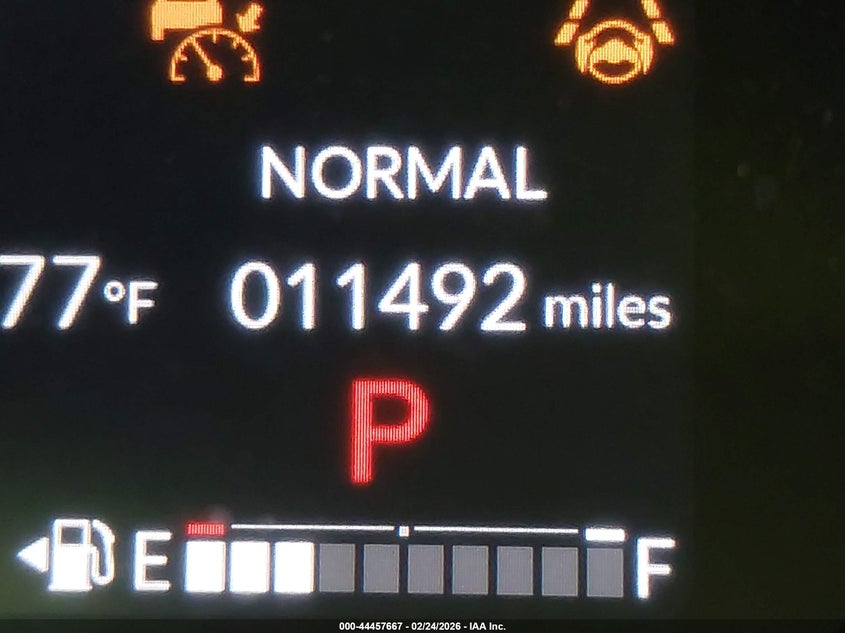 NORMAL
77°F 011492 miles
P
E F
000-44457667 - 02/24/2026 - IAA Inc.